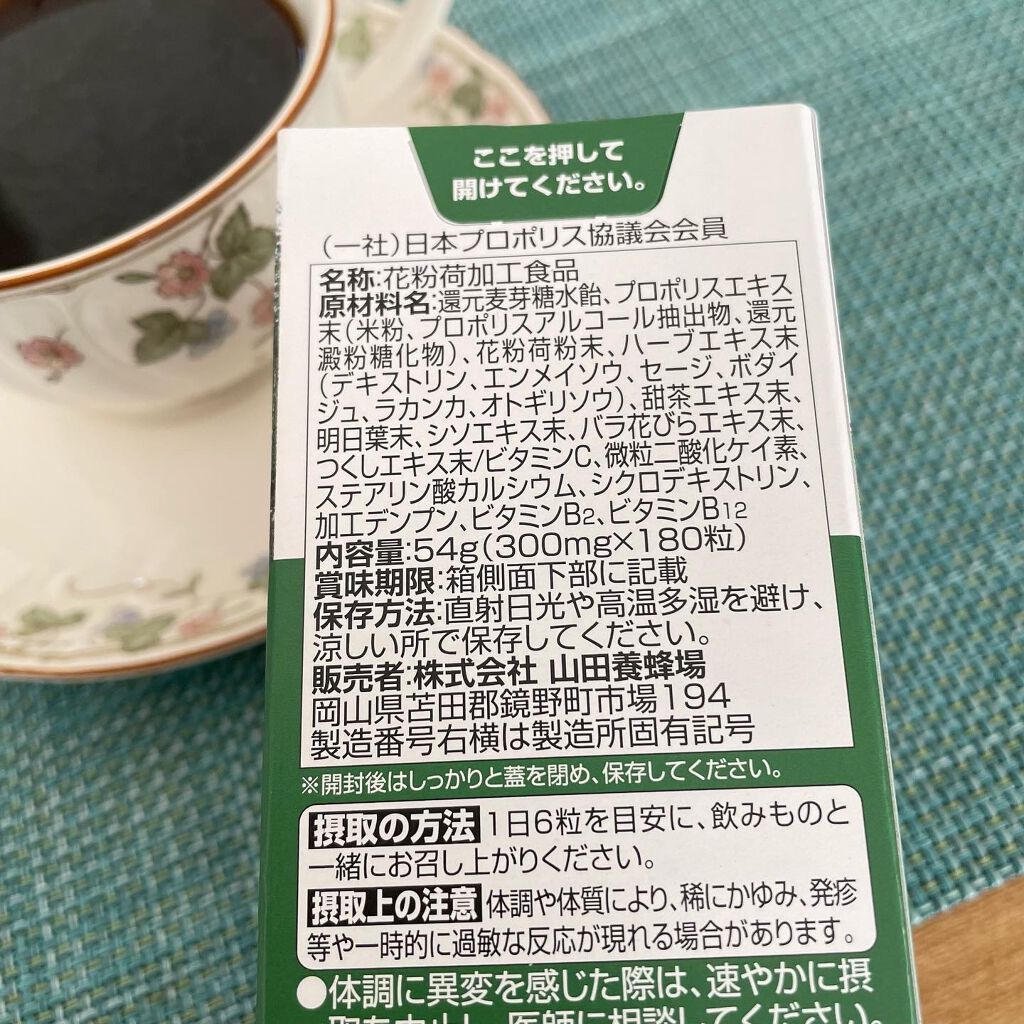 ここを押して
開けてください。
(一社)日本プロポリス協議会会員
名称:花粉荷加工食品
原材料名:還元麦芽糖水飴、プロポリスエキス
末(米粉、プロポリスアルコール抽出物、還元
澱粉糖化物)、花粉荷粉末、ハーブエキス末
(デキストリン、エンメイソウ、セージ、ボダイ
ジュ、ラカンカ、オトギリソウ)、甜茶エキス末、
明日葉末、シソエキス末、バラ花びらエキス末、
つくしエキス末/ビタミンC、微粒二酸化ケイ素、
ステアリン酸カルシウム、シクロデキストリン、
加工デンプン、ビタミンB2、ビタミンB12
内容量:54g(300mg×180粒)
賞味期限:箱側面下部に記載
保存方法:直射日光や高温多湿を避け、
涼しい所で保存してください。
販売者:株式会社 山田養蜂場
岡山県苫田郡鏡野町市場194
製造番号右横は製造所固有記号
※開封後はしっかりと蓋を閉め、保存してください。
摂取の方法 1日6粒を目安に、飲みものと
一緒にお召し上がりください。
摂取上の注意 体調や体質により、稀にかゆみ、発疹
等や一時的に過敏な反応が現れる場合があります。
●体調に異変を感じた際は、速やかに摂
取を中止し、医師に相談してください。